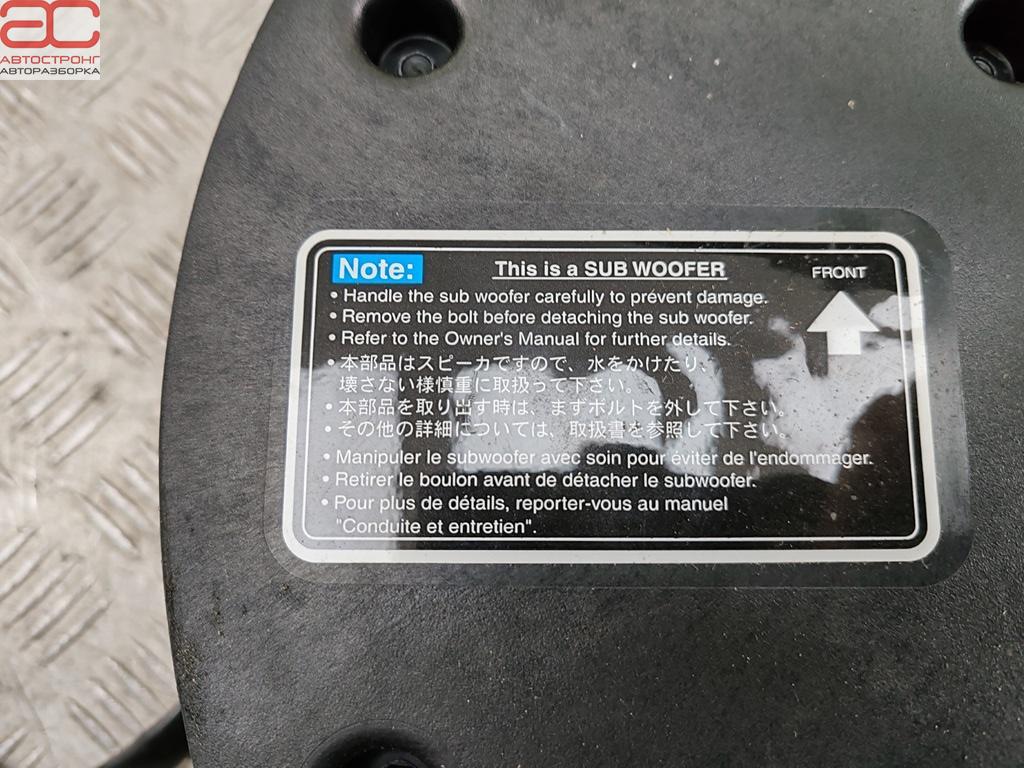 ac
АВТОСТРОНГ
АВТОРАЗБОРКА
Note: This is a SUB WOOFER
FRONT
• Handle the sub woofer carefully to prevent damage.
• Remove the bolt before detaching the sub woofer.
• Refer to the Owner's Manual for further details.
• 本部品はスピーカですので、水をかけたり、
壊さない様慎重に取扱って下さい。
• 本部品を取り出す時は、まずボルトを外して下さい。
• その他の詳細については、取扱書を参照して下さい。
• Manipuler le subwoofer avec soin pour éviter de l'endommager.
• Retirer le boulon avant de détacher le subwoofer.
• Pour plus de détails, reporter-vous au manuel
"Conduite et entretien".